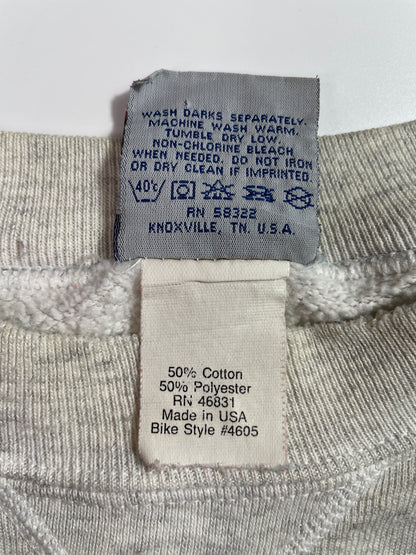 WASH DARKS SEPARATELY.
MACHINE WASH WARM.
TUMBLE DRY LOW.
NON-CHLORINE BLEACH
WHEN NEEDED. DO NOT IRON
OR DRY CLEAN IF IMPRINTED.
40°c
RN 58322
KNOXVILLE, TN. U.S.A.
50% Cotton
50% Polyester
RN 46831
Made in USA
Bike Style #4605